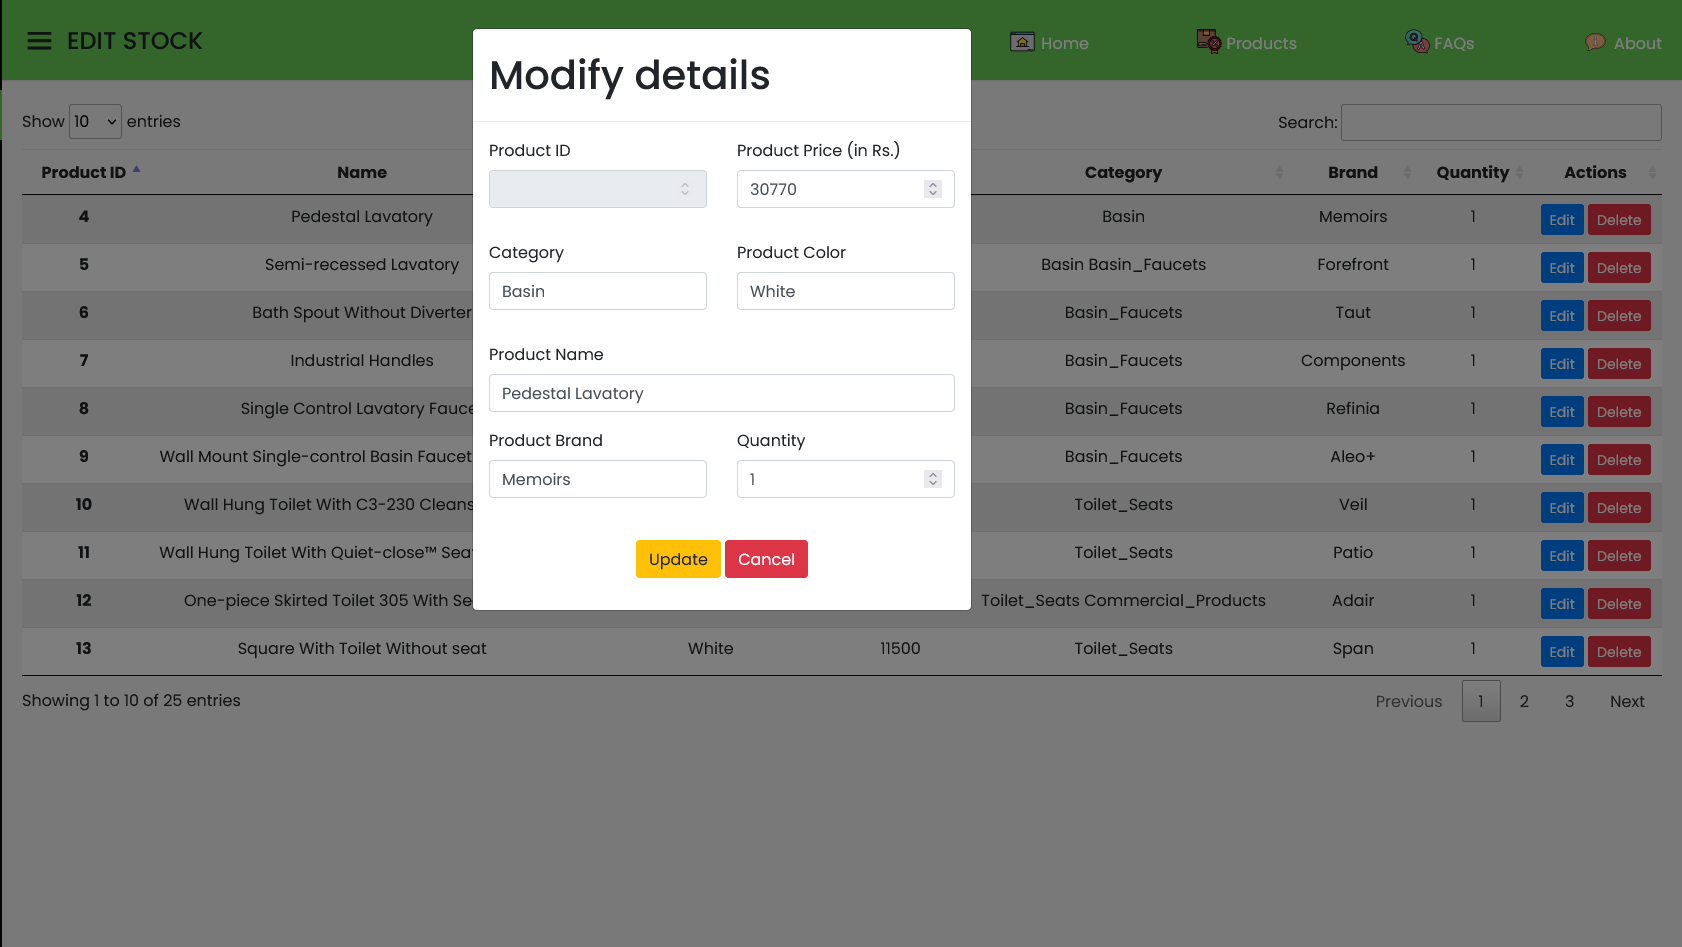 EDIT STOCK
Home
Products
FAQs
About
Show 10 entries
Search:
Product ID Name Category Brand Quantity Actions
4 Pedestal Lavatory Basin Memoirs 1 Edit Delete
5 Semi-recessed Lavatory Basin Basin_Faucets Forefront 1 Edit Delete
6 Bath Spout Without Diverter Basin_Faucets Taut 1 Edit Delete
7 Industrial Handles Basin_Faucets Components 1 Edit Delete
8 Single Control Lavatory Fauce Basin_Faucets Refinia 1 Edit Delete
9 Wall Mount Single-control Basin Faucet Basin_Faucets Aleo+ 1 Edit Delete
10 Wall Hung Toilet With C3-230 Cleans Toilet_Seats Veil 1 Edit Delete
11 Wall Hung Toilet With Quiet-close™ Sea Toilet_Seats Patio 1 Edit Delete
12 One-piece Skirted Toilet 305 With Se Toilet_Seats Commercial_Products Adair 1 Edit Delete
13 Square With Toilet Without seat White 11500 Toilet_Seats Span 1 Edit Delete
Showing 1 to 10 of 25 entries
Previous 1 2 3 Next
Modify details
Product ID
Product Price (in Rs.)
30770
Category
Product Color
Basin
White
Product Name
Pedestal Lavatory
Product Brand
Quantity
Memoirs
1
Update Cancel